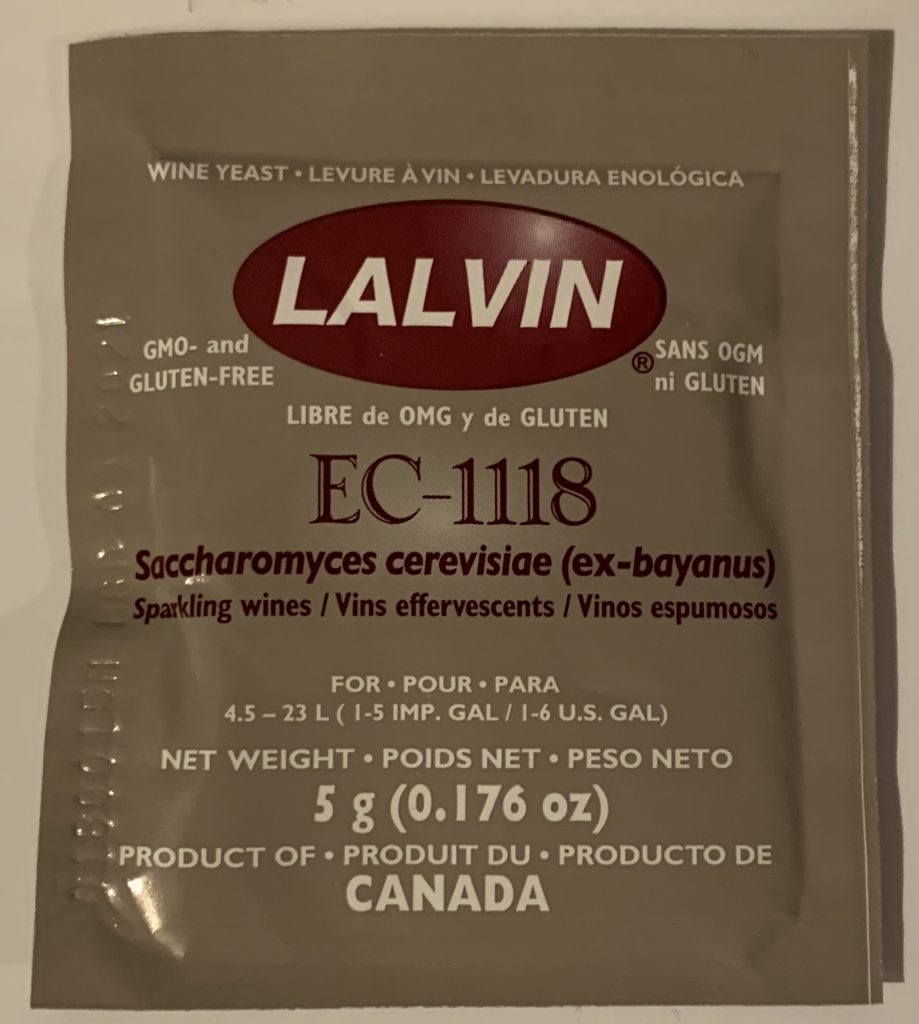 WINE YEAST • LEVURE À VIN • LEVADURA ENOLÓGICA
LALVIN
®
GMO- and
GLUTEN-FREE
SANS OGM
ni GLUTEN
LIBRE de OMG y de GLUTEN
EC-1118
Saccharomyces cerevisiae (ex-bayanus)
Sparkling wines / Vins effervescents / Vinos espumosos
FOR • POUR • PARA
4.5 – 23 L ( 1-5 IMP. GAL / 1-6 U.S. GAL)
NET WEIGHT • POIDS NET • PESO NETO
5 g (0.176 oz)
PRODUCT OF • PRODUIT DU • PRODUCTO DE
CANADA